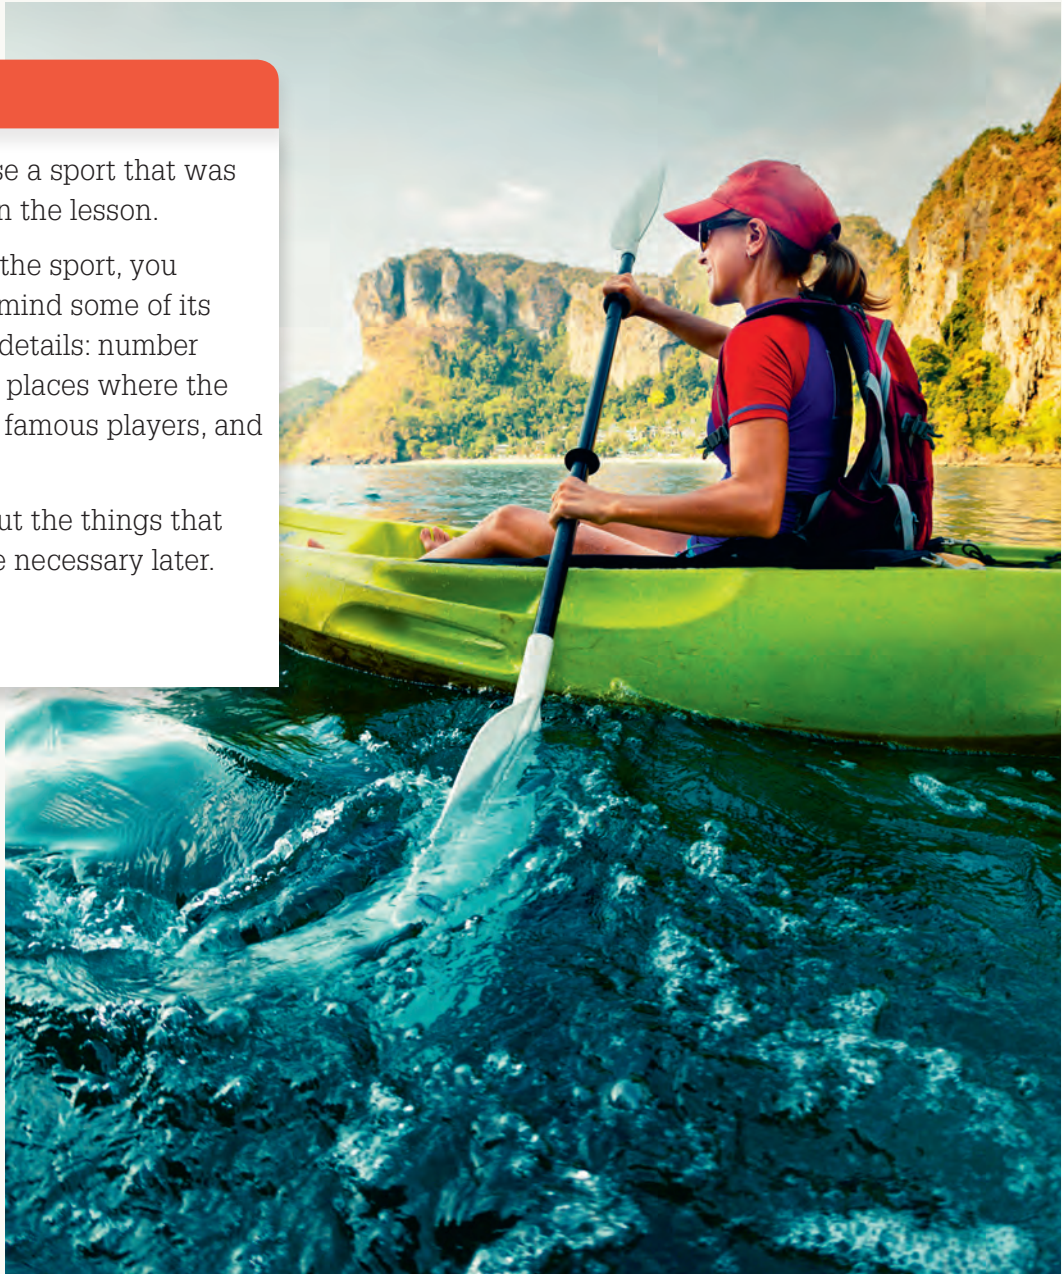 se a sport that was
n the lesson.
the sport, you
mind some of its
details: number
places where the
famous players, and
ut the things that
e necessary later.